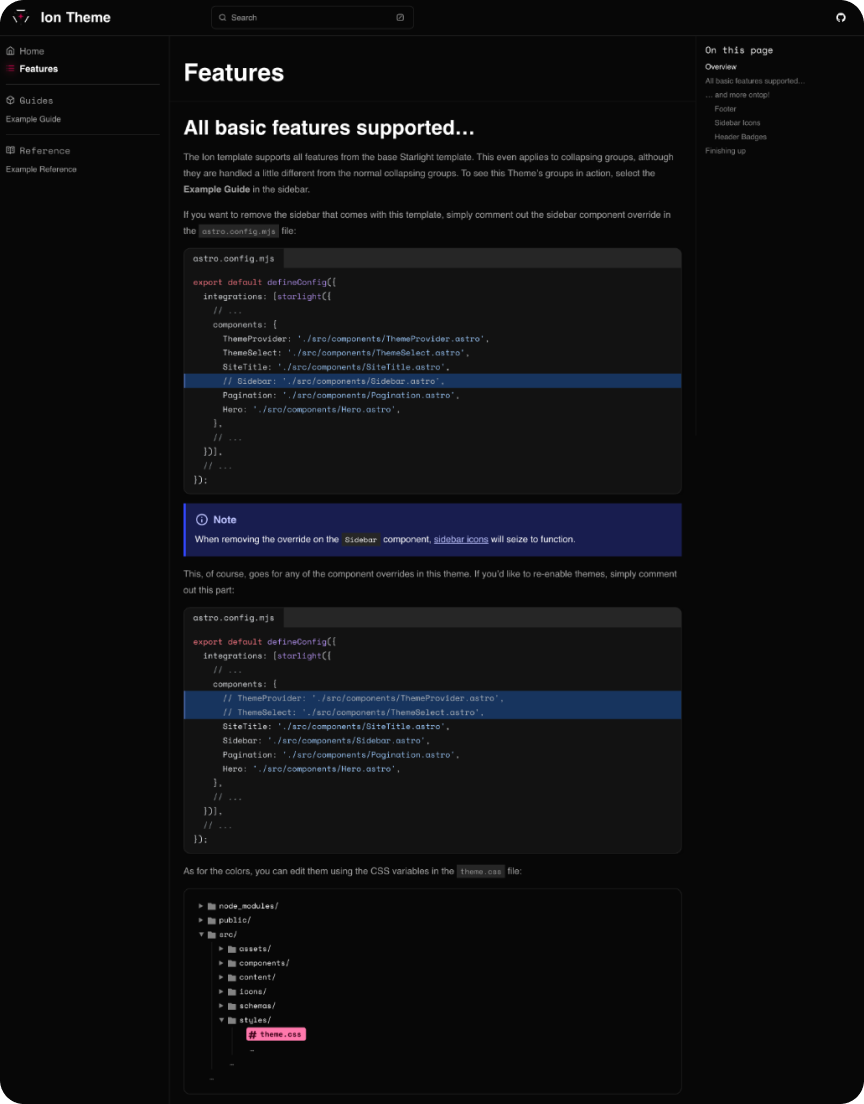 Ion Theme
Search
Home
Features
Guides
Example Guide
Reference
Example Reference
Features
All basic features supported...
The Ion template supports all features from the base Starlight template. This even applies to collapsing groups, although
they are handled a little different from the normal collapsing groups. To see this Theme's groups in action, select the
Example Guide in the sidebar.
If you want to remove the sidebar that comes with this template, simply comment out the sidebar component override in
the astro.config.mjs file:
astro.config.mjs
export default defineConfig({
integrations: [starlight({
// ...
components: {
ThemeProvider: './src/components/ThemeProvider.astro',
ThemeSelect: './src/components/ThemeSelect.astro',
SiteTitle: './src/components/SiteTitle.astro',
// Sidebar: './src/components/Sidebar.astro',
Pagination: './src/components/Pagination.astro',
Hero: './src/components/Hero.astro',
},
// ...
})],
// ...
});
Note
When removing the override on the Sidebar component, sidebar icons will seize to function.
This, of course, goes for any of the component overrides in this theme. If you'd like to re-enable themes, simply comment
out this part:
astro.config.mjs
export default defineConfig({
integrations: [starlight({
// ...
components: {
// ThemeProvider: './src/components/ThemeProvider.astro',
// ThemeSelect: './src/components/ThemeSelect.astro',
SiteTitle: './src/components/SiteTitle.astro',
Sidebar: './src/components/Sidebar.astro',
Pagination: './src/components/Pagination.astro',
Hero: './src/components/Hero.astro',
},
// ...
})],
// ...
});
As for the colors, you can edit them using the CSS variables in the theme.css file:
node_modules/
public/
src/
assets/
components/
content/
icons/
schemas/
styles/
# theme.css
…
…
…
On this page
Overview
All basic features supported...
... and more ontop!
Footer
Sidebar Icons
Header Badges
Finishing up